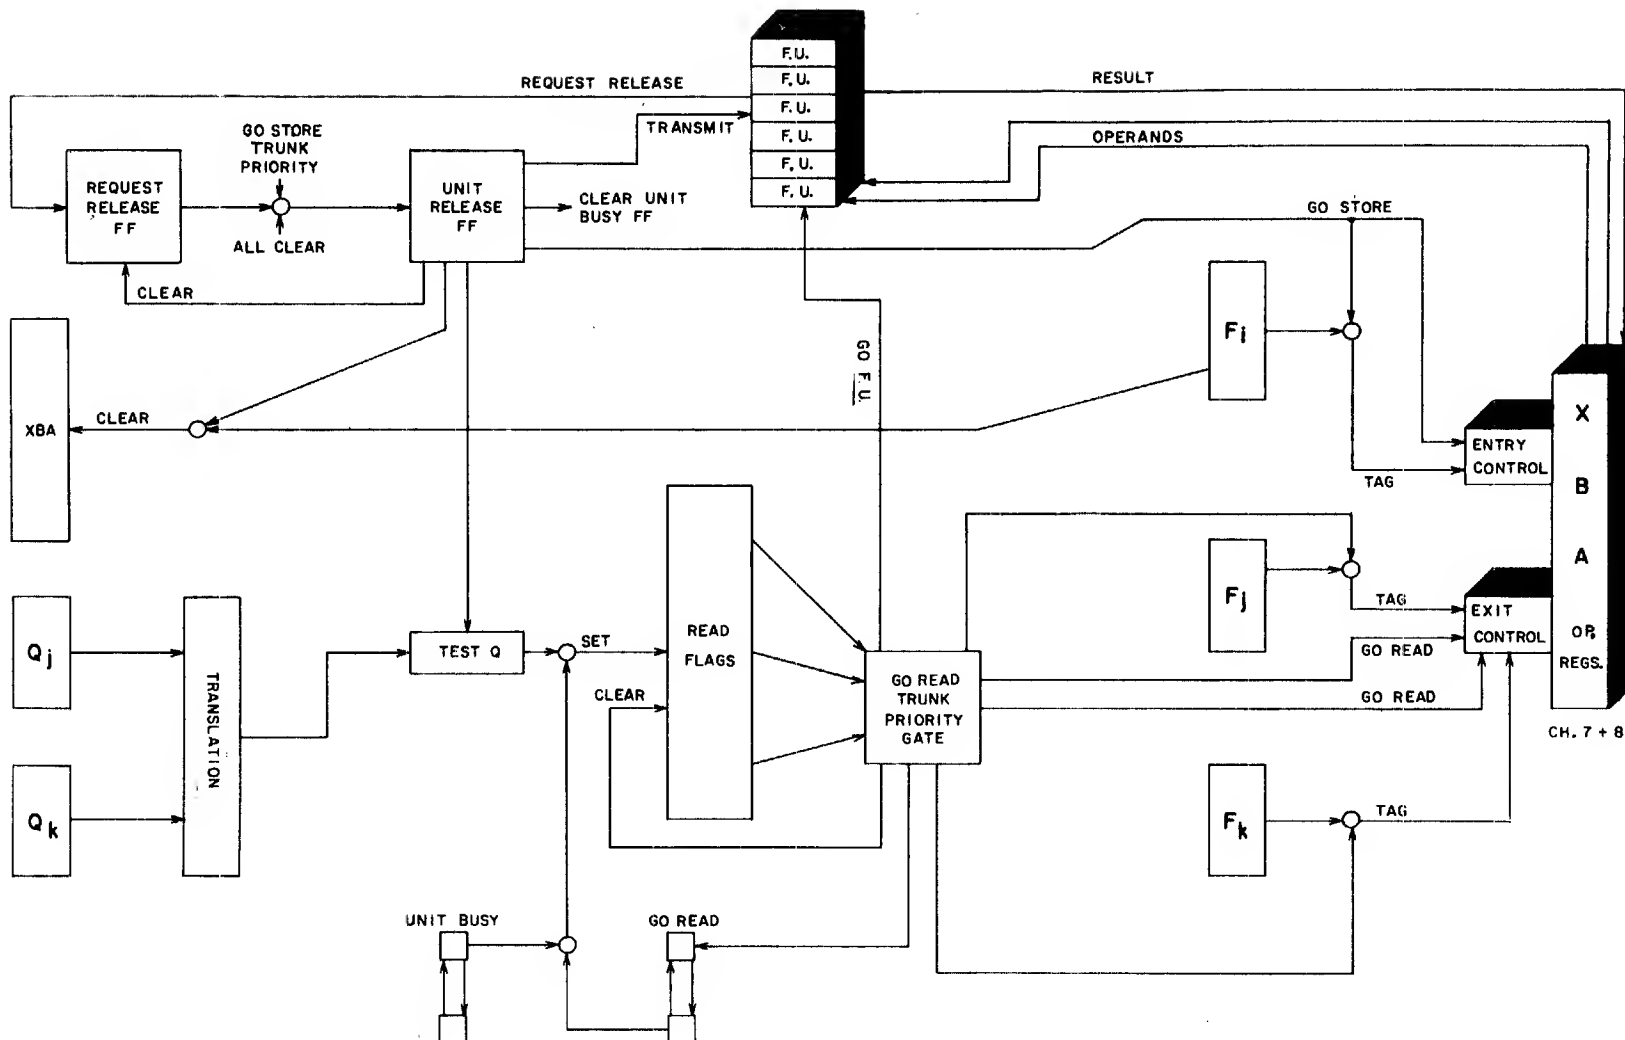 F.U.
F.U.
F.U.
F.U.
F.U.
F.U.
REQUEST RELEASE
RESULT
TRANSMIT
OPERANDS
GO STORE
TRUNK
PRIORITY
REQUEST
RELEASE
FF
ALL CLEAR
UNIT
RELEASE
FF
CLEAR UNIT
BUSY FF
GO STORE
CLEAR
Fi
GO F.U.
XBA
CLEAR
ENTRY
CONTROL
TAG
X
B
A
OP.
REGS.
CH. 7 + 8
Qj
TRANSLATION
TEST Q
SET
CLEAR
READ
FLAGS
GO READ
TRUNK
PRIORITY
GATE
Fj
TAG
EXIT
CONTROL
GO READ
GO READ
Qk
Fk
TAG
UNIT BUSY
GO READ